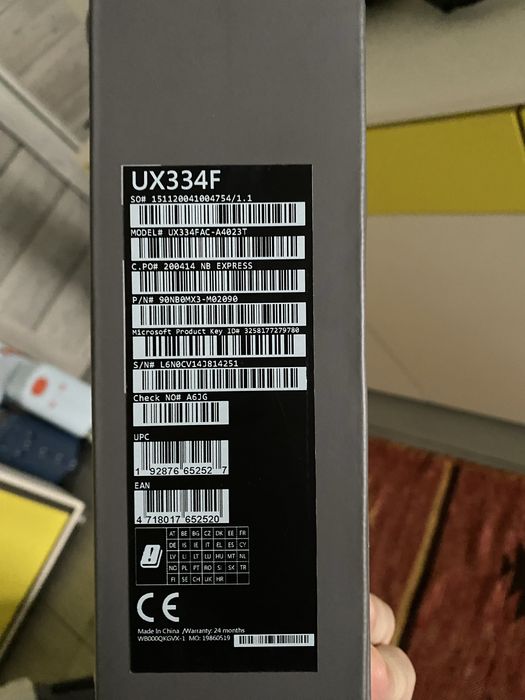 UX334F
SO# 151120041004754/1.1
MODEL# UX334FAC-A4023T
C.PO# 200414 NB EXPRESS
P/N# 90NB0MX3-M02090
Microsoft Product Key ID# 3258177279780
S/N# L6N0CV14J814251
Check NO# A6JG
UPC
1 92876 65252 7
EAN
4 718017 652520
AT BE BG CZ DK EE FR
DE IS IE IT EL ES CY
LV LI LT LU HU MT NL
NO PL PT RO SI SK TR
FI SE CH UK HR
CE
Made In China /Warranty: 24 months
WB000QKGVX-1 MO: 19860519